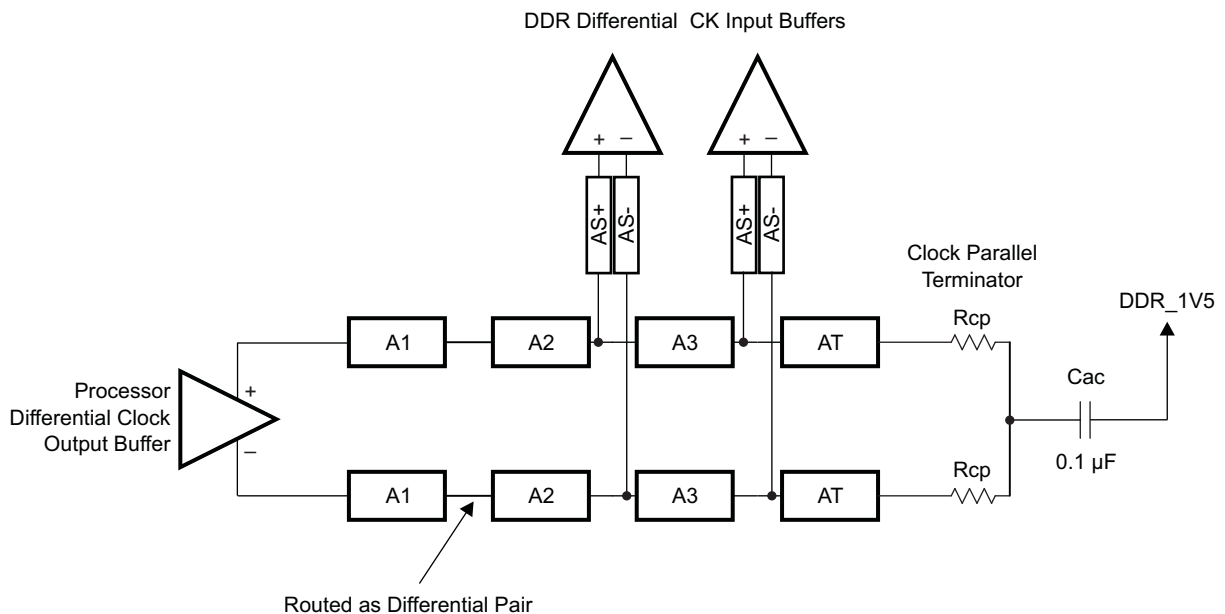 DDR Differential CK Input Buffers
+ − + −
AS+ AS- AS+ AS-
Clock Parallel
Terminator
DDR_1V5
Rcp
A1 A2 A3 AT
Cac
Processor
Differential Clock
Output Buffer
+
−
0.1 µF
Rcp
A1 A2 A3 AT
Routed as Differential Pair